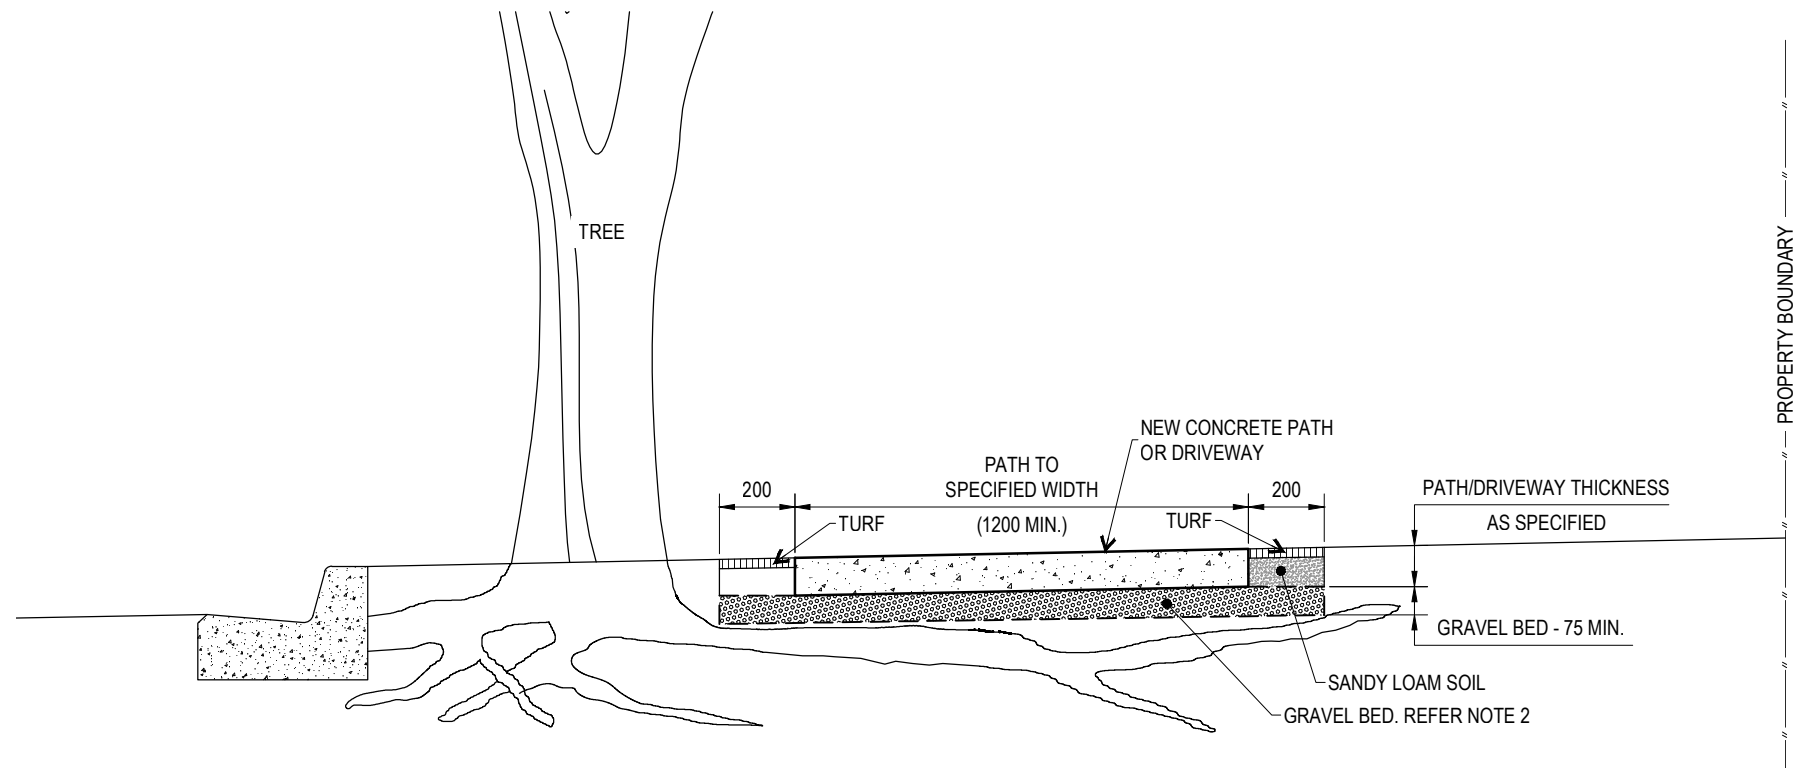 TREE
PROPERTY BOUNDARY
NEW CONCRETE PATH
OR DRIVEWAY
PATH TO
SPECIFIED WIDTH
(1200 MIN.)
200
200
TURF
TURF
PATH/DRIVEWAY THICKNESS
AS SPECIFIED
GRAVEL BED - 75 MIN.
SANDY LOAM SOIL
GRAVEL BED. REFER NOTE 2